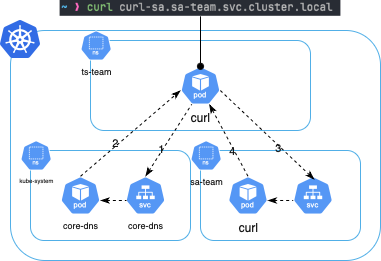 ~ ❯ curl curl-sa.sa-team.svc.cluster.local
ns
ts-team
pod
curl
2
1
4
3
ns
kube-system
ns
sa-team
pod
svc
pod
svc
core-dns
core-dns
curl